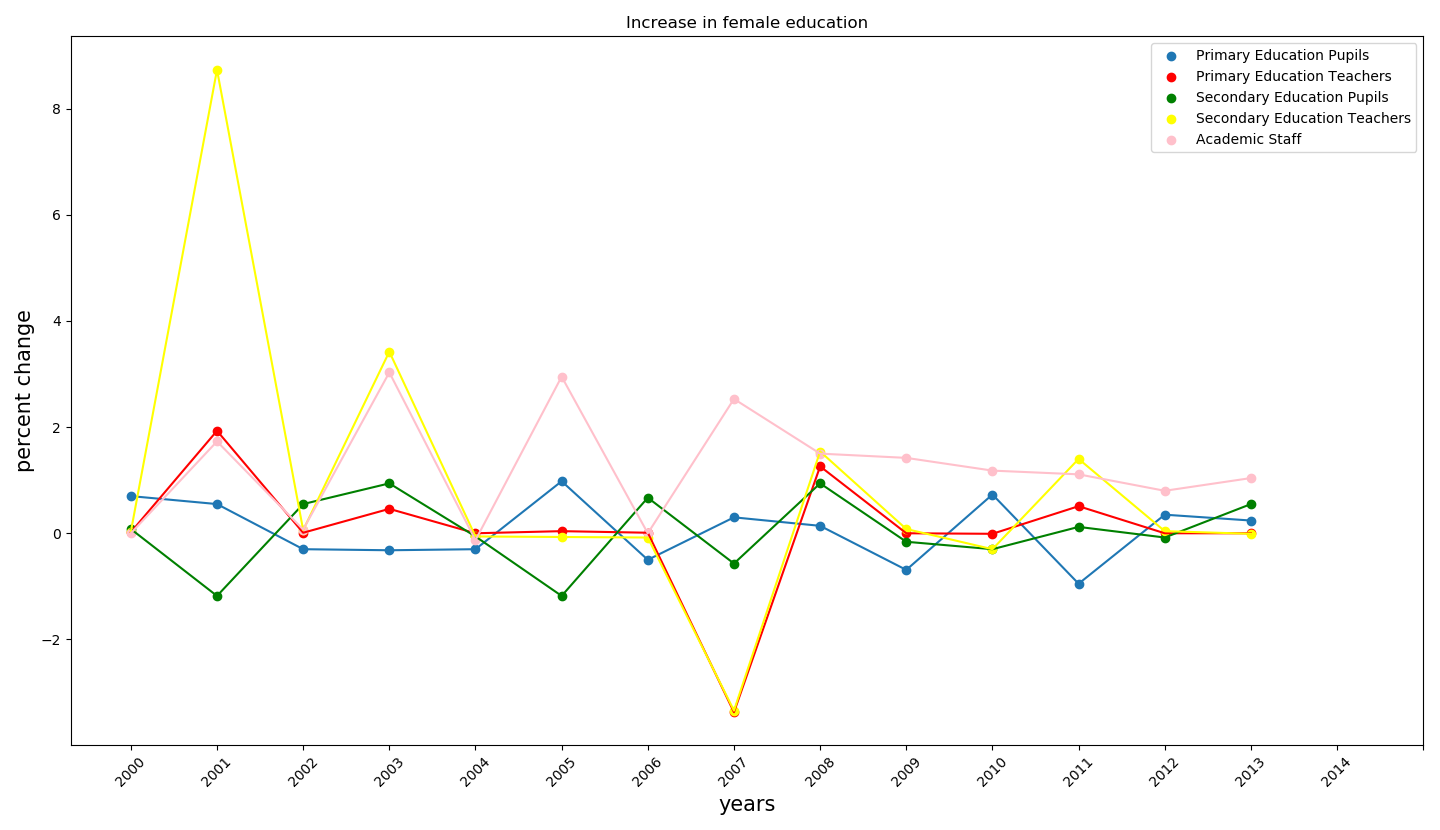 Increase in female education
Primary Education Pupils
Primary Education Teachers
Secondary Education Pupils
Secondary Education Teachers
Academic Staff
8
6
4
2
0
−2
percent change
2000 2001 2002 2003 2004 2005 2006 2007 2008 2009 2010 2011 2012 2013 2014
years